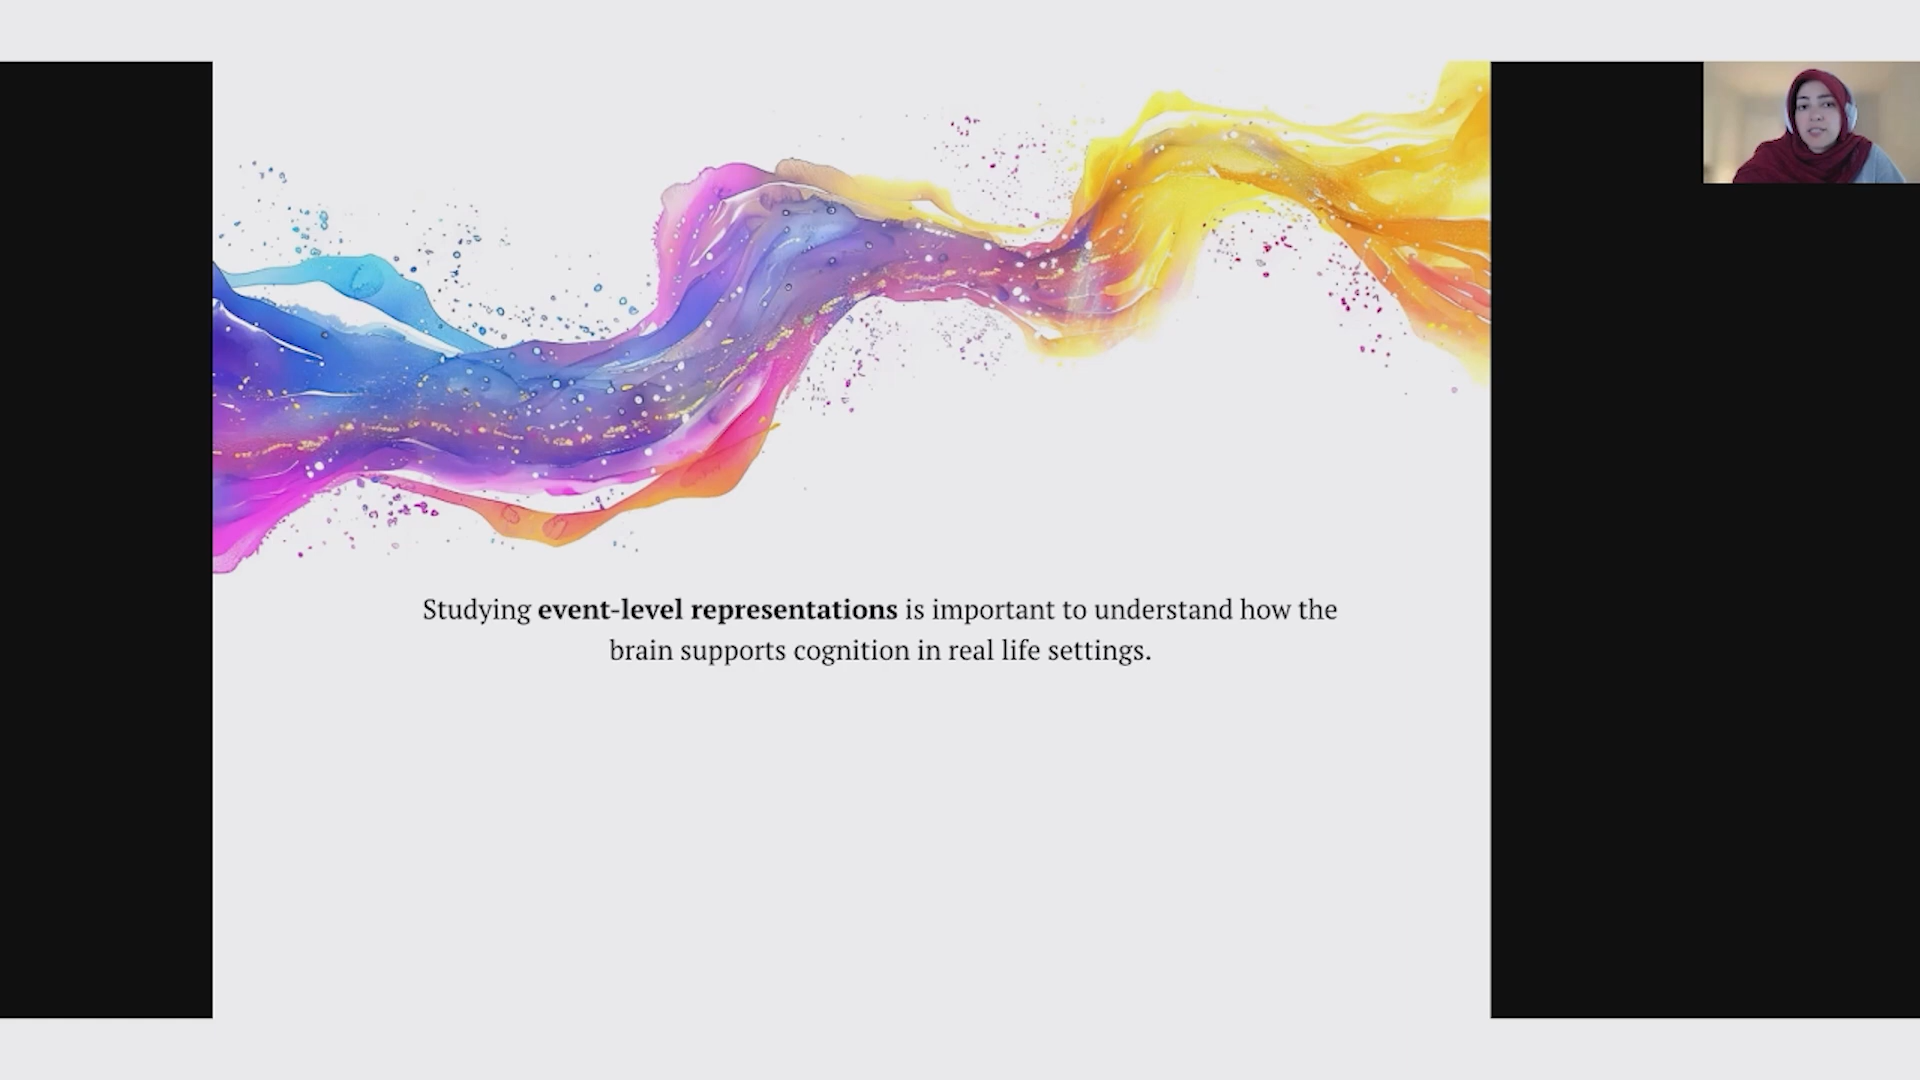 Studying event-level representations is important to understand how the
brain supports cognition in real life settings.